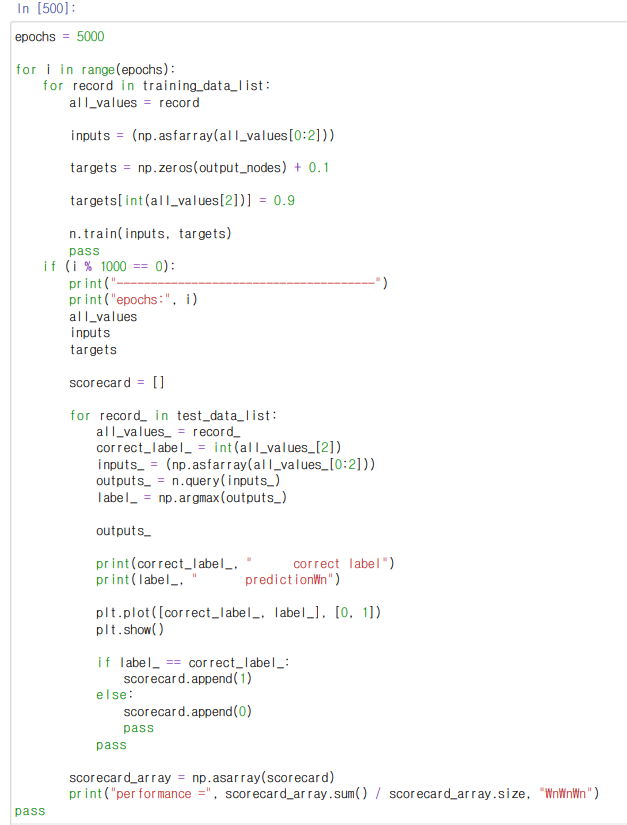 In [500]:
epochs = 5000
for i in range(epochs):
    for record in training_data_list:
        all_values = record
        inputs = (np.asfarray(all_values[0:2]))
        targets = np.zeros(output_nodes) + 0.1
        targets[int(all_values[2])] = 0.9
        n.train(inputs, targets)
        pass
    if (i % 1000 == 0):
        print("--------------------------------------")
        print("epochs:", i)
        all_values
        inputs
        targets
        scorecard = []
        for record_ in test_data_list:
            all_values_ = record_
            correct_label_ = int(all_values_[2])
            inputs_ = (np.asfarray(all_values_[0:2]))
            outputs_ = n.query(inputs_)
            label_ = np.argmax(outputs_)
            outputs_
            print(correct_label_, "      correct label")
            print(label_, "       prediction₩n")
            plt.plot([correct_label_, label_], [0, 1])
            plt.show()
            if label_ == correct_label_:
                scorecard.append(1)
            else:
                scorecard.append(0)
                pass
            pass
        scorecard_array = np.asarray(scorecard)
        print("performance =", scorecard_array.sum() / scorecard_array.size, "₩n₩n₩n")
pass